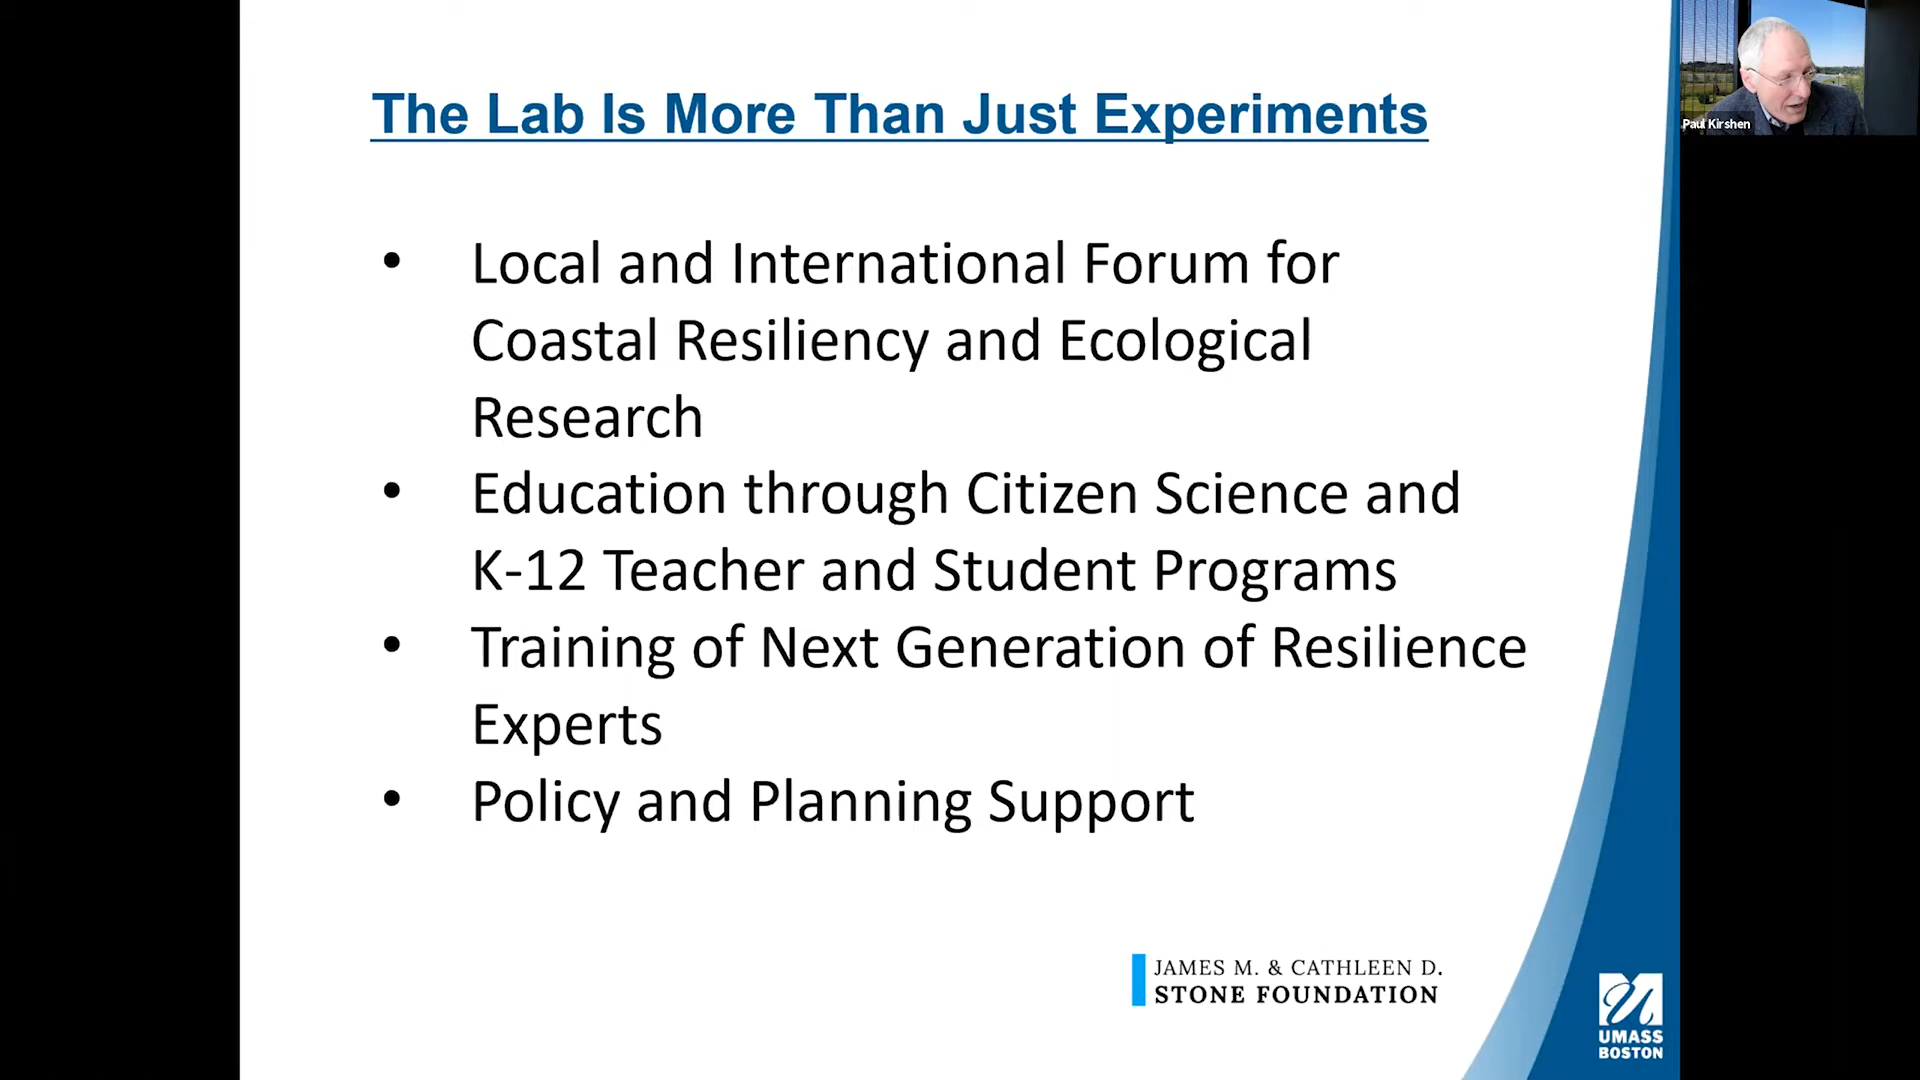 The Lab Is More Than Just Experiments
Paul Kirshen
• Local and International Forum for
Coastal Resiliency and Ecological
Research
• Education through Citizen Science and
K-12 Teacher and Student Programs
• Training of Next Generation of Resilience
Experts
• Policy and Planning Support
JAMES M. & CATHLEEN D.
STONE FOUNDATION
UMASS
BOSTON